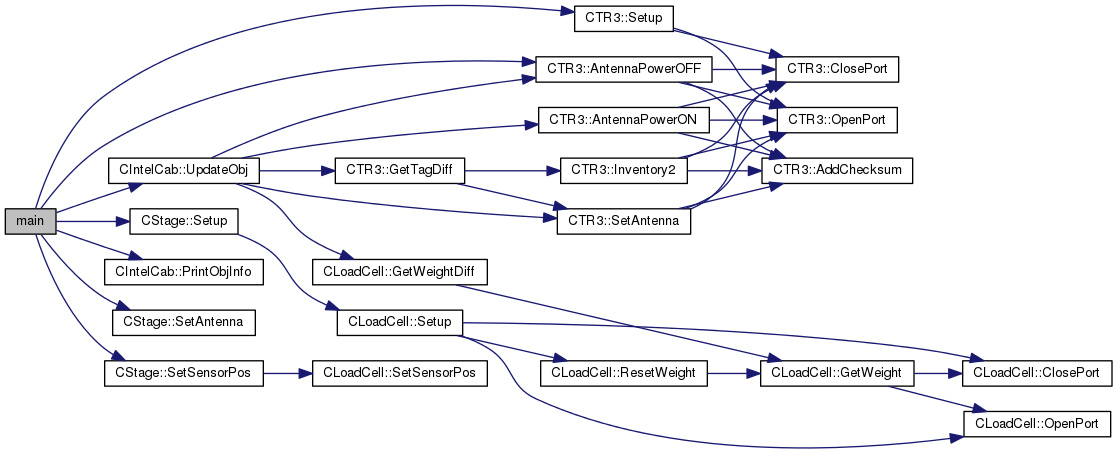 CTR3::Setup
CTR3::AntennaPowerOFF
CTR3::ClosePort
CTR3::AntennaPowerON
CTR3::OpenPort
CIntelCab::UpdateObj
CTR3::GetTagDiff
CTR3::Inventory2
CTR3::AddChecksum
main
CStage::Setup
CTR3::SetAntenna
CIntelCab::PrintObjInfo
CLoadCell::GetWeightDiff
CStage::SetAntenna
CLoadCell::Setup
CStage::SetSensorPos
CLoadCell::SetSensorPos
CLoadCell::ResetWeight
CLoadCell::GetWeight
CLoadCell::ClosePort
CLoadCell::OpenPort